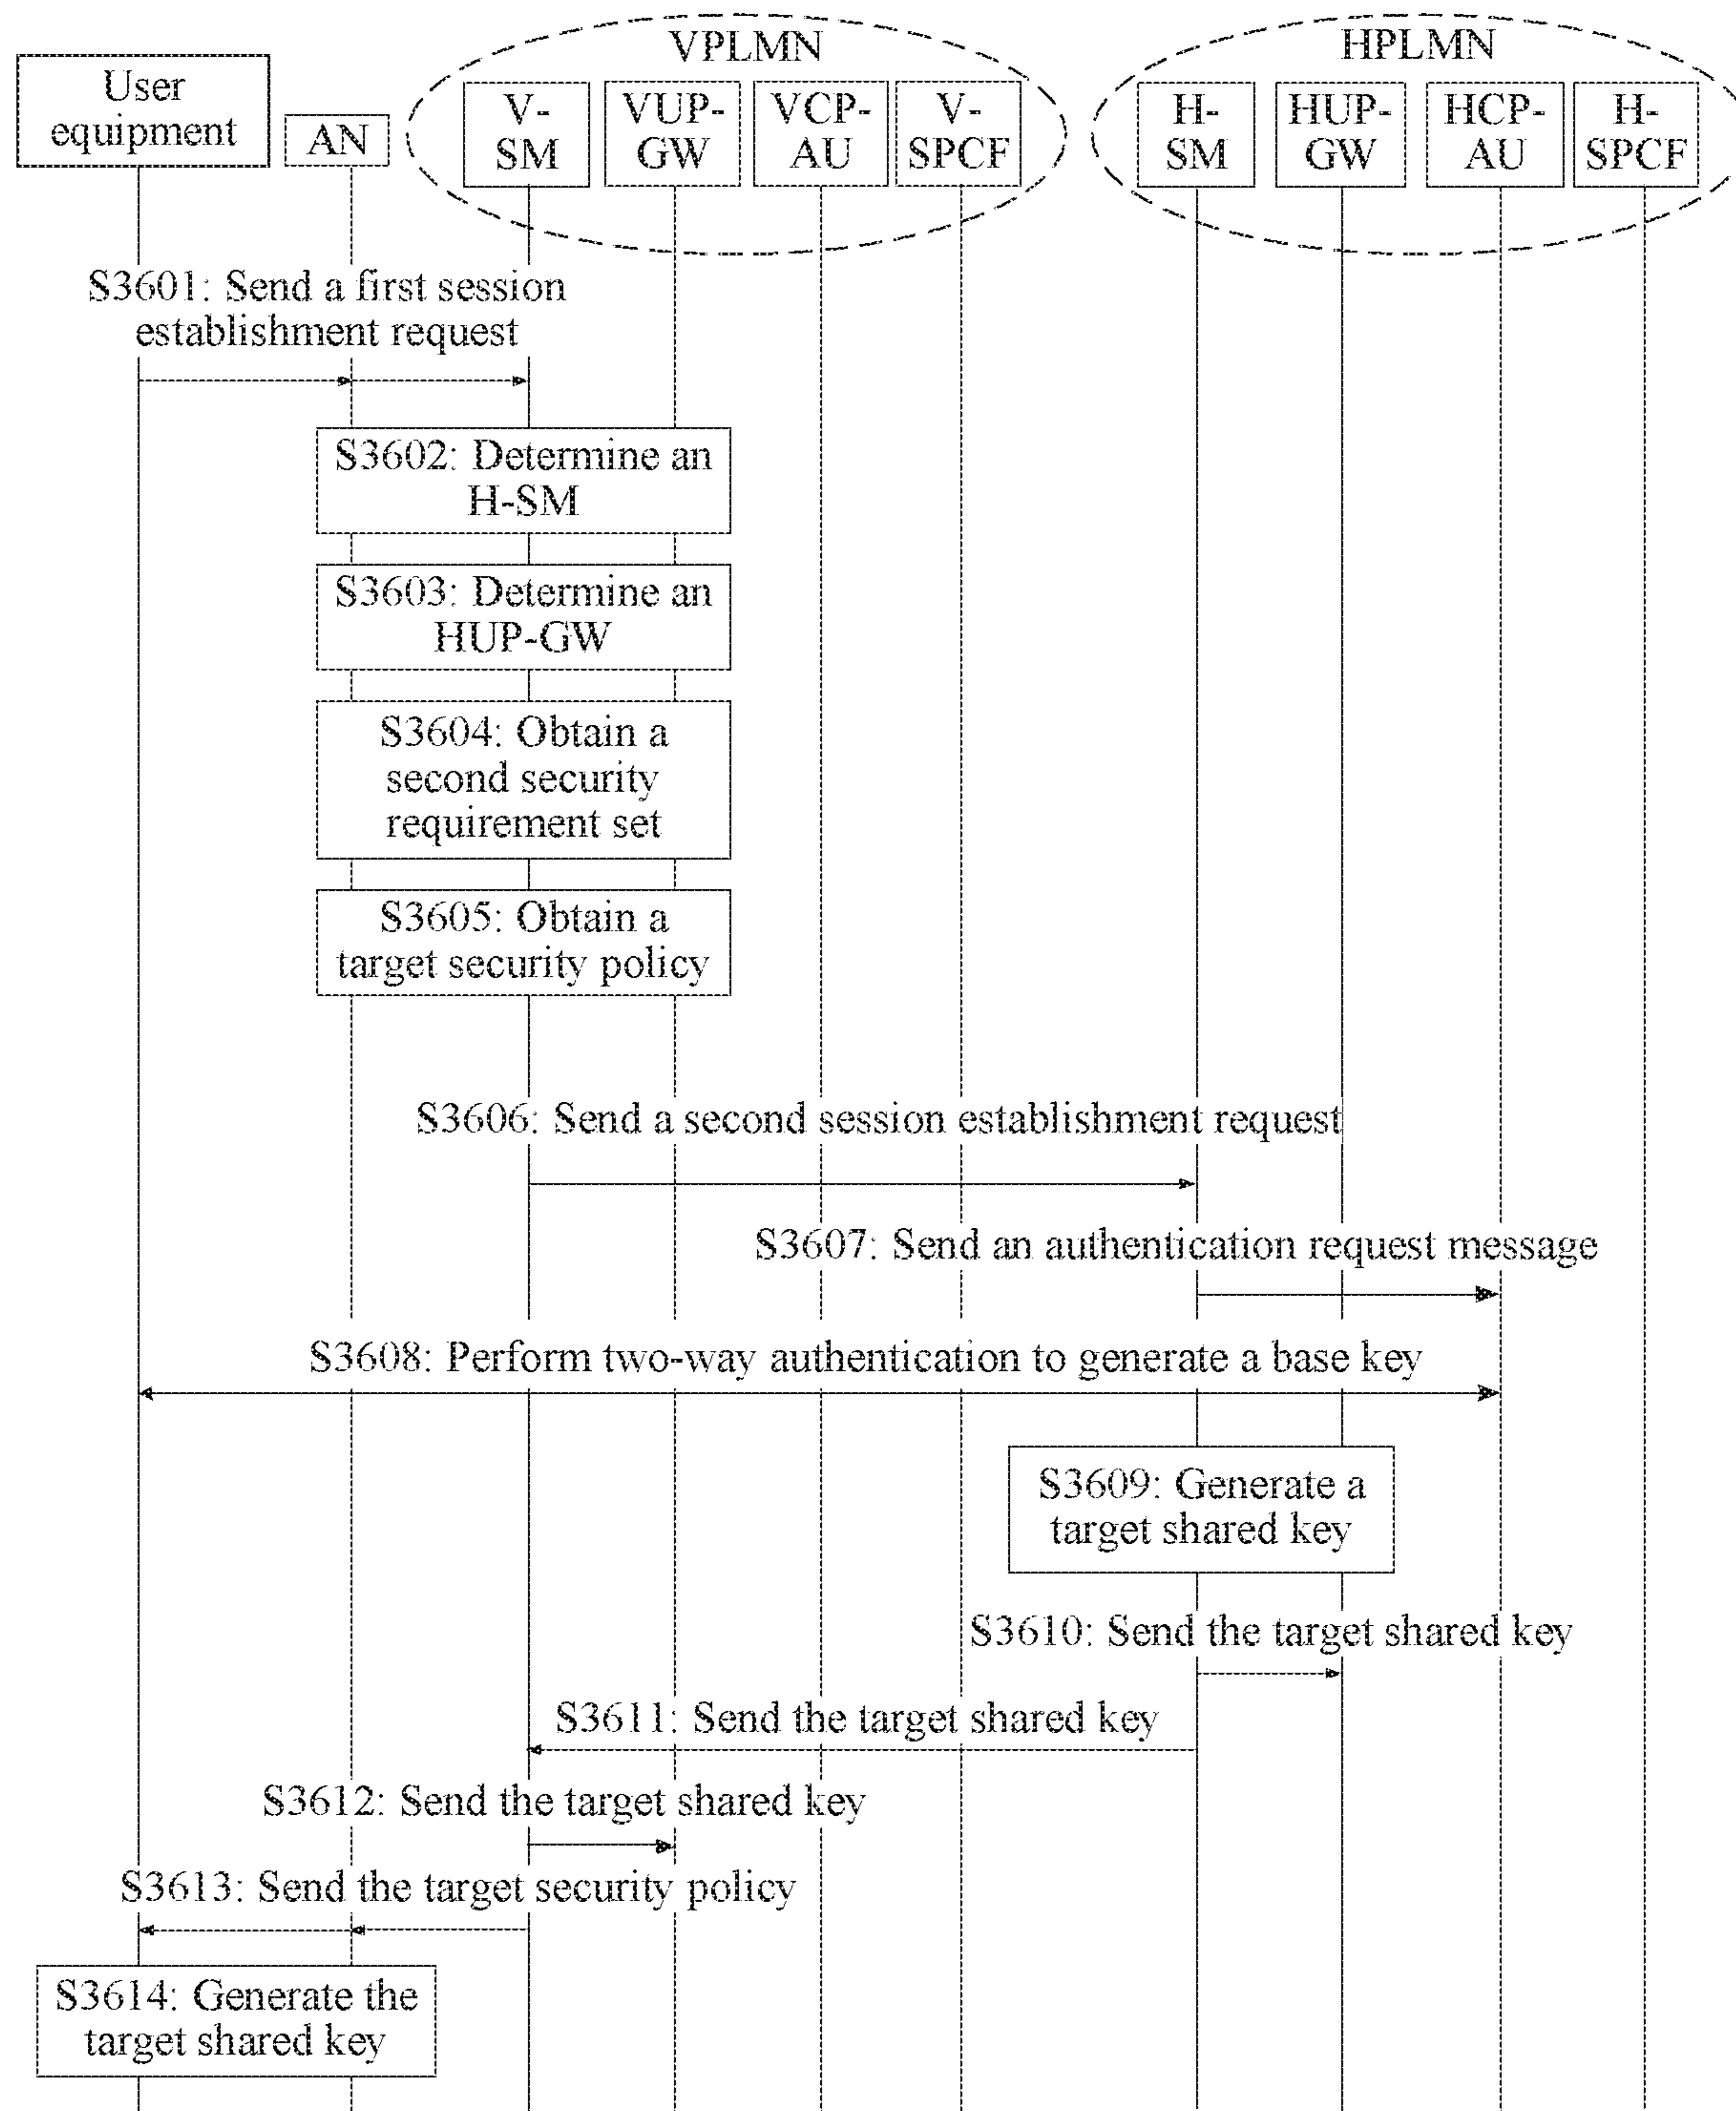 VPLMN
HPLMN
User
equipment
AN
V-
SM
VUP-
GW
VCP-
AU
V-
SPCF
H-
SM
HUP-
GW
HCP-
AU
H-
SPCF
S3601: Send a first session
establishment request
S3602: Determine an
H-SM
S3603: Determine an
HUP-GW
S3604: Obtain a
second security
requirement set
S3605: Obtain a
target security policy
S3606: Send a second session establishment request
S3607: Send an authentication request message
S3608: Perform two-way authentication to generate a base key
S3609: Generate a
target shared key
S3610: Send the target shared key
S3611: Send the target shared key
S3612: Send the target shared key
S3613: Send the target security policy
S3614: Generate the
target shared key